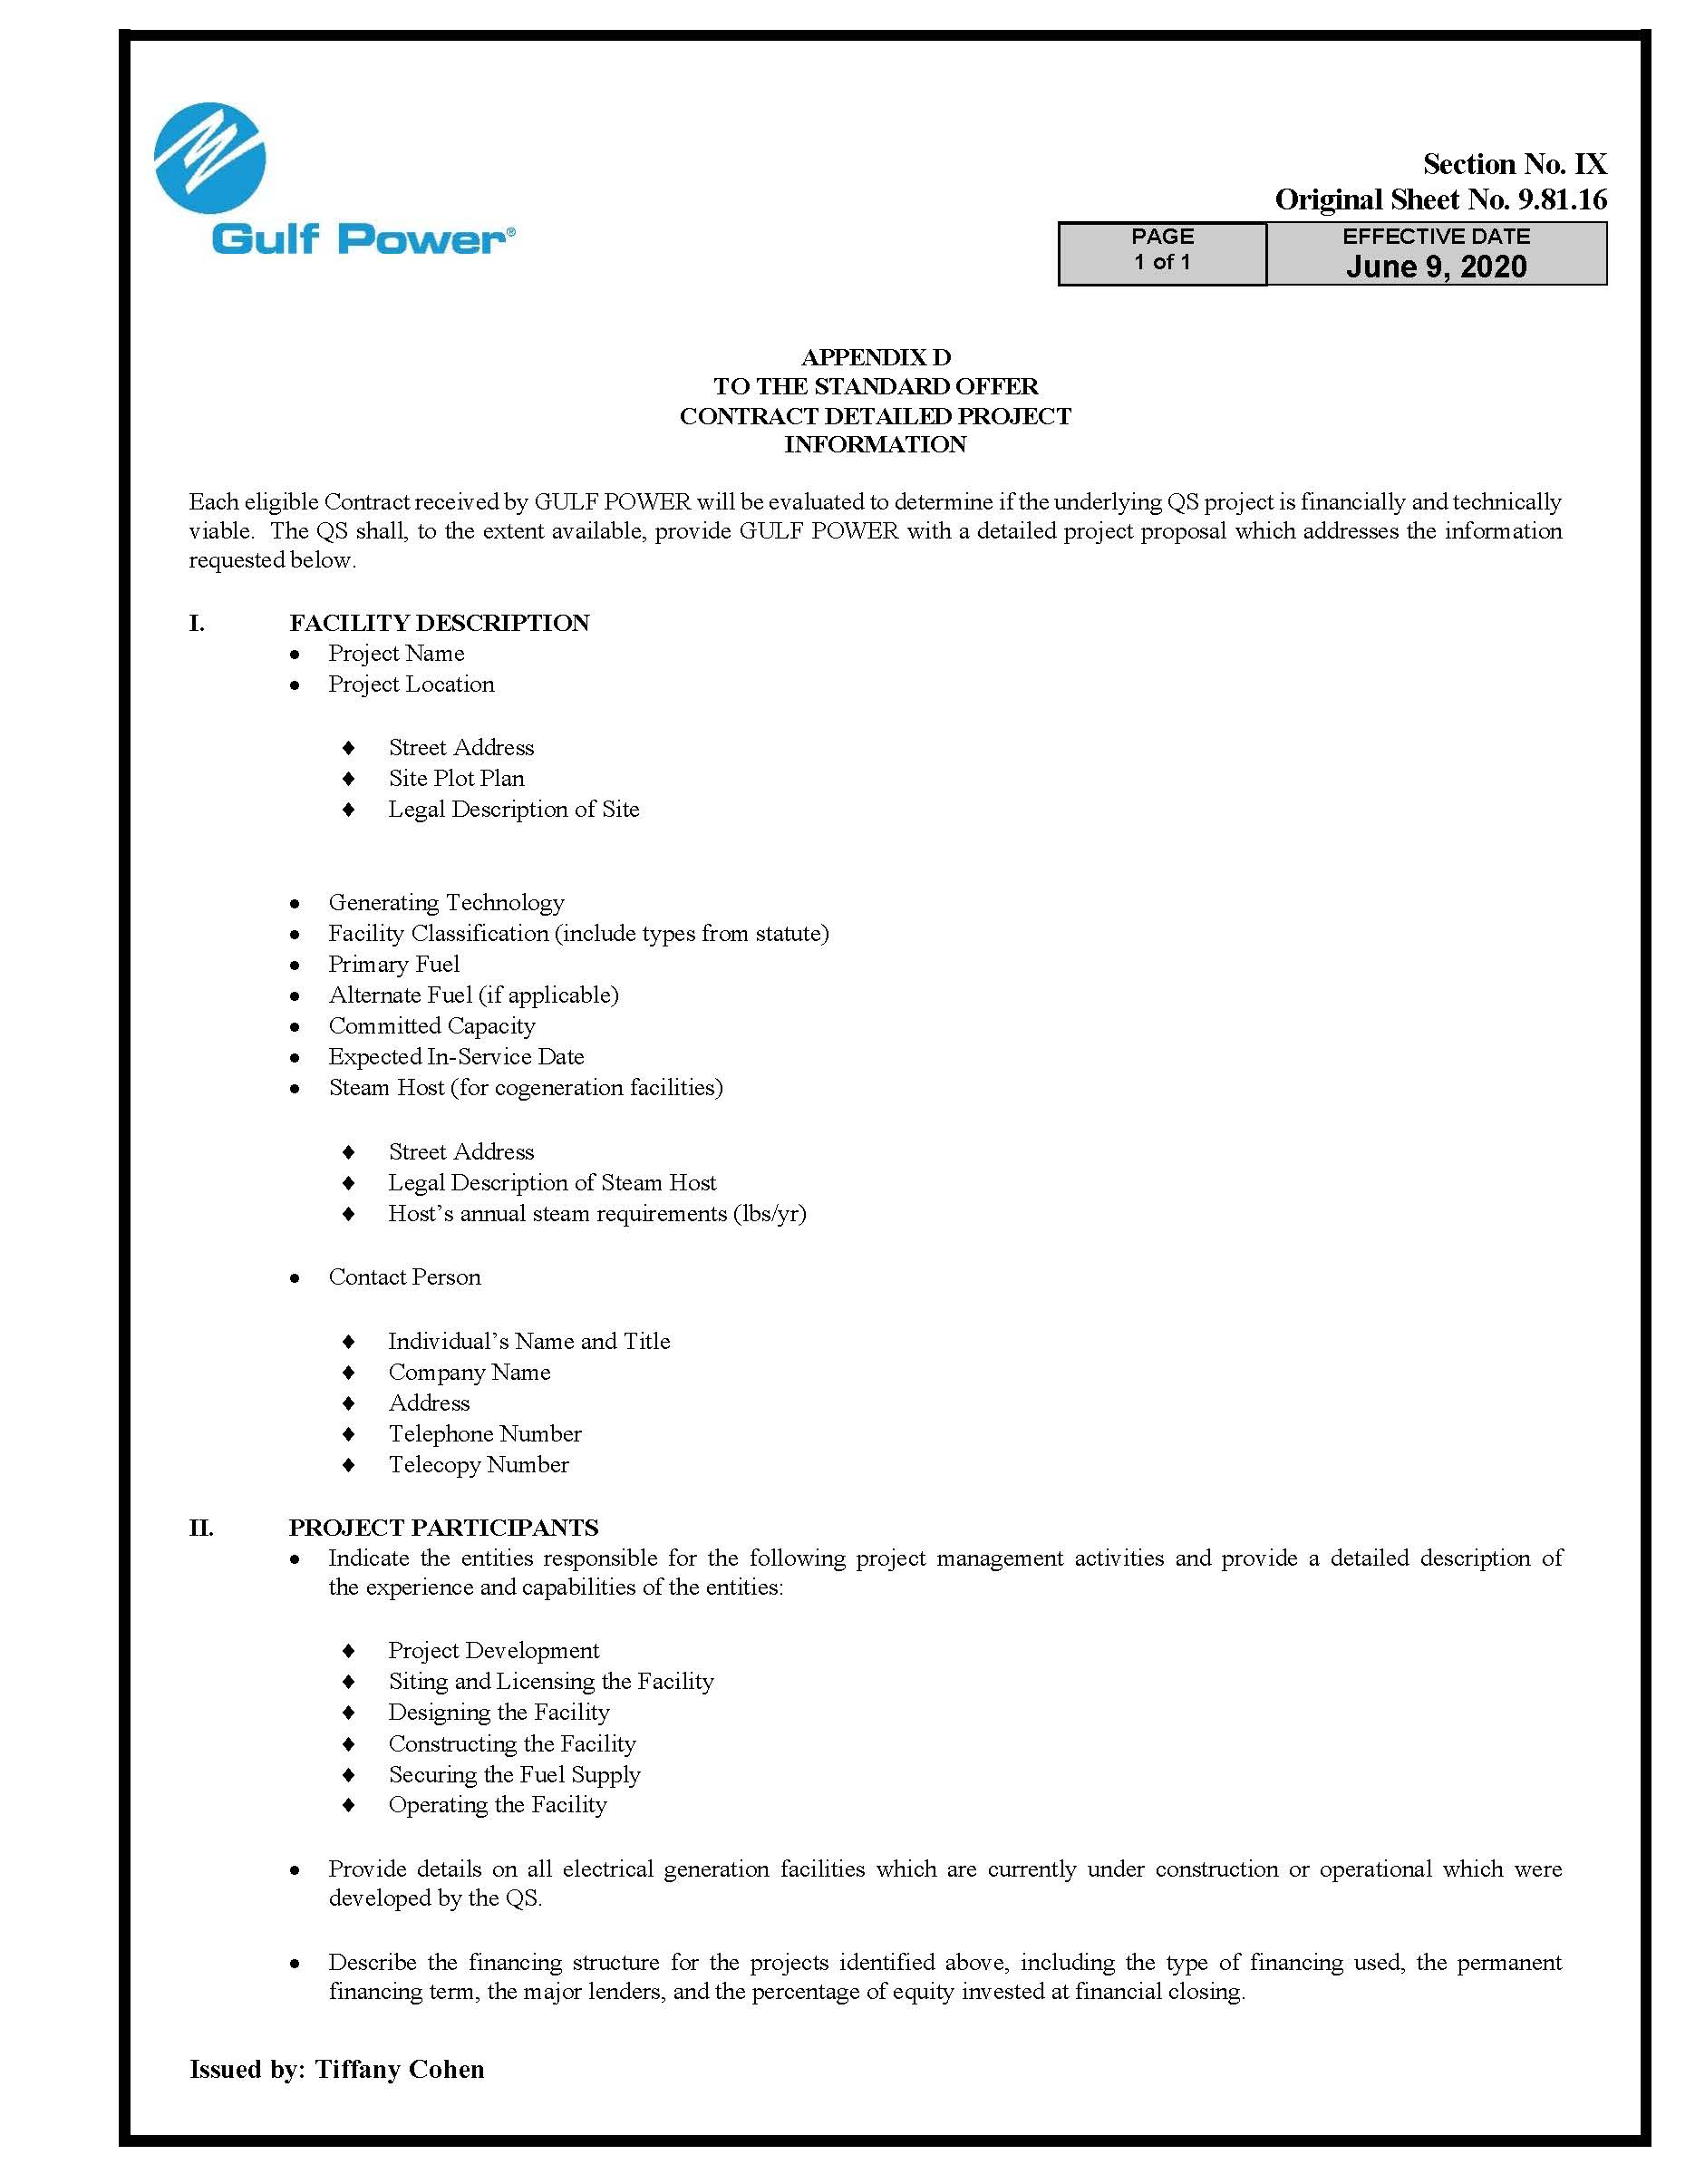 Gulf Power®
Section No. IX
Original Sheet No. 9.81.16
PAGE
1 of 1
EFFECTIVE DATE
June 9, 2020
APPENDIX D
TO THE STANDARD OFFER
CONTRACT DETAILED PROJECT
INFORMATION
Each eligible Contract received by GULF POWER will be evaluated to determine if the underlying QS project is financially and technically
viable. The QS shall, to the extent available, provide GULF POWER with a detailed project proposal which addresses the information
requested below.
I. FACILITY DESCRIPTION
• Project Name
• Project Location
♦ Street Address
♦ Site Plot Plan
♦ Legal Description of Site
• Generating Technology
• Facility Classification (include types from statute)
• Primary Fuel
• Alternate Fuel (if applicable)
• Committed Capacity
• Expected In-Service Date
• Steam Host (for cogeneration facilities)
♦ Street Address
♦ Legal Description of Steam Host
♦ Host’s annual steam requirements (lbs/yr)
• Contact Person
♦ Individual’s Name and Title
♦ Company Name
♦ Address
♦ Telephone Number
♦ Telecopy Number
II. PROJECT PARTICIPANTS
• Indicate the entities responsible for the following project management activities and provide a detailed description of
the experience and capabilities of the entities:
♦ Project Development
♦ Siting and Licensing the Facility
♦ Designing the Facility
♦ Constructing the Facility
♦ Securing the Fuel Supply
♦ Operating the Facility
• Provide details on all electrical generation facilities which are currently under construction or operational which were
developed by the QS.
• Describe the financing structure for the projects identified above, including the type of financing used, the permanent
financing term, the major lenders, and the percentage of equity invested at financial closing.
Issued by: Tiffany Cohen